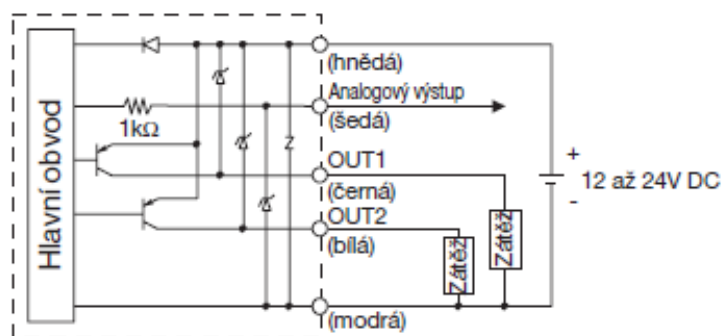 Hlavní obvod
1kΩ
(hnědá)
Analogový výstup
(šedá)
OUT1
(černá)
OUT2
(bílá)
(modrá)
Z
Zátěž
Zátěž
+
12 až 24V DC
-